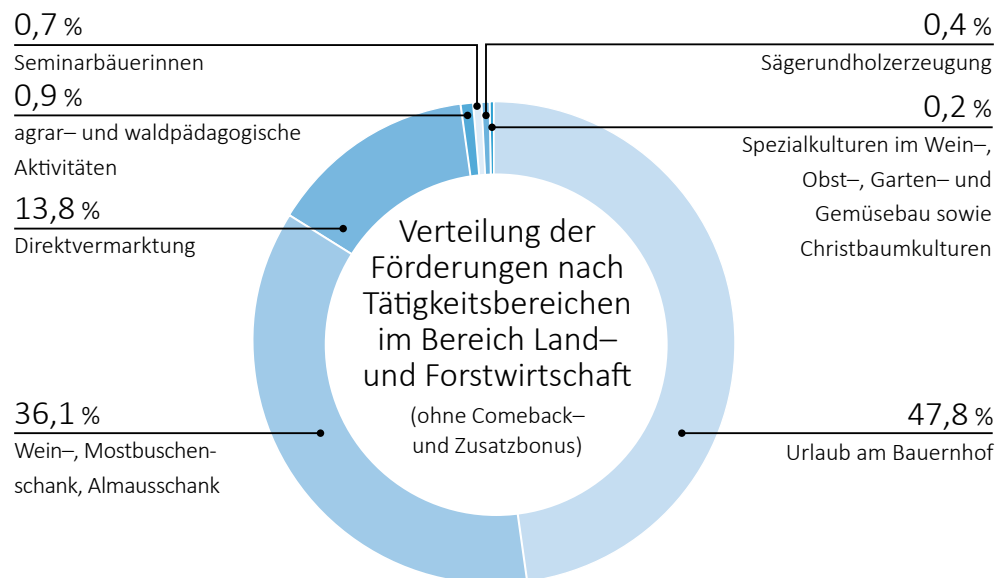 0,7 %
Seminarbäuerinnen
0,9 %
agrar– und waldpädagogische
Aktivitäten
13,8 %
Direktvermarktung
36,1 %
Wein–, Mostbuschen-
schank, Almausschank
Verteilung der
Förderungen nach
Tätigkeitsbereichen
im Bereich Land–
und Forstwirtschaft
(ohne Comeback–
und Zusatzbonus)
0,4 %
Sägerundholzerzeugung
0,2 %
Spezialkulturen im Wein–,
Obst–, Garten– und
Gemüsebau sowie
Christbaumkulturen
47,8 %
Urlaub am Bauernhof